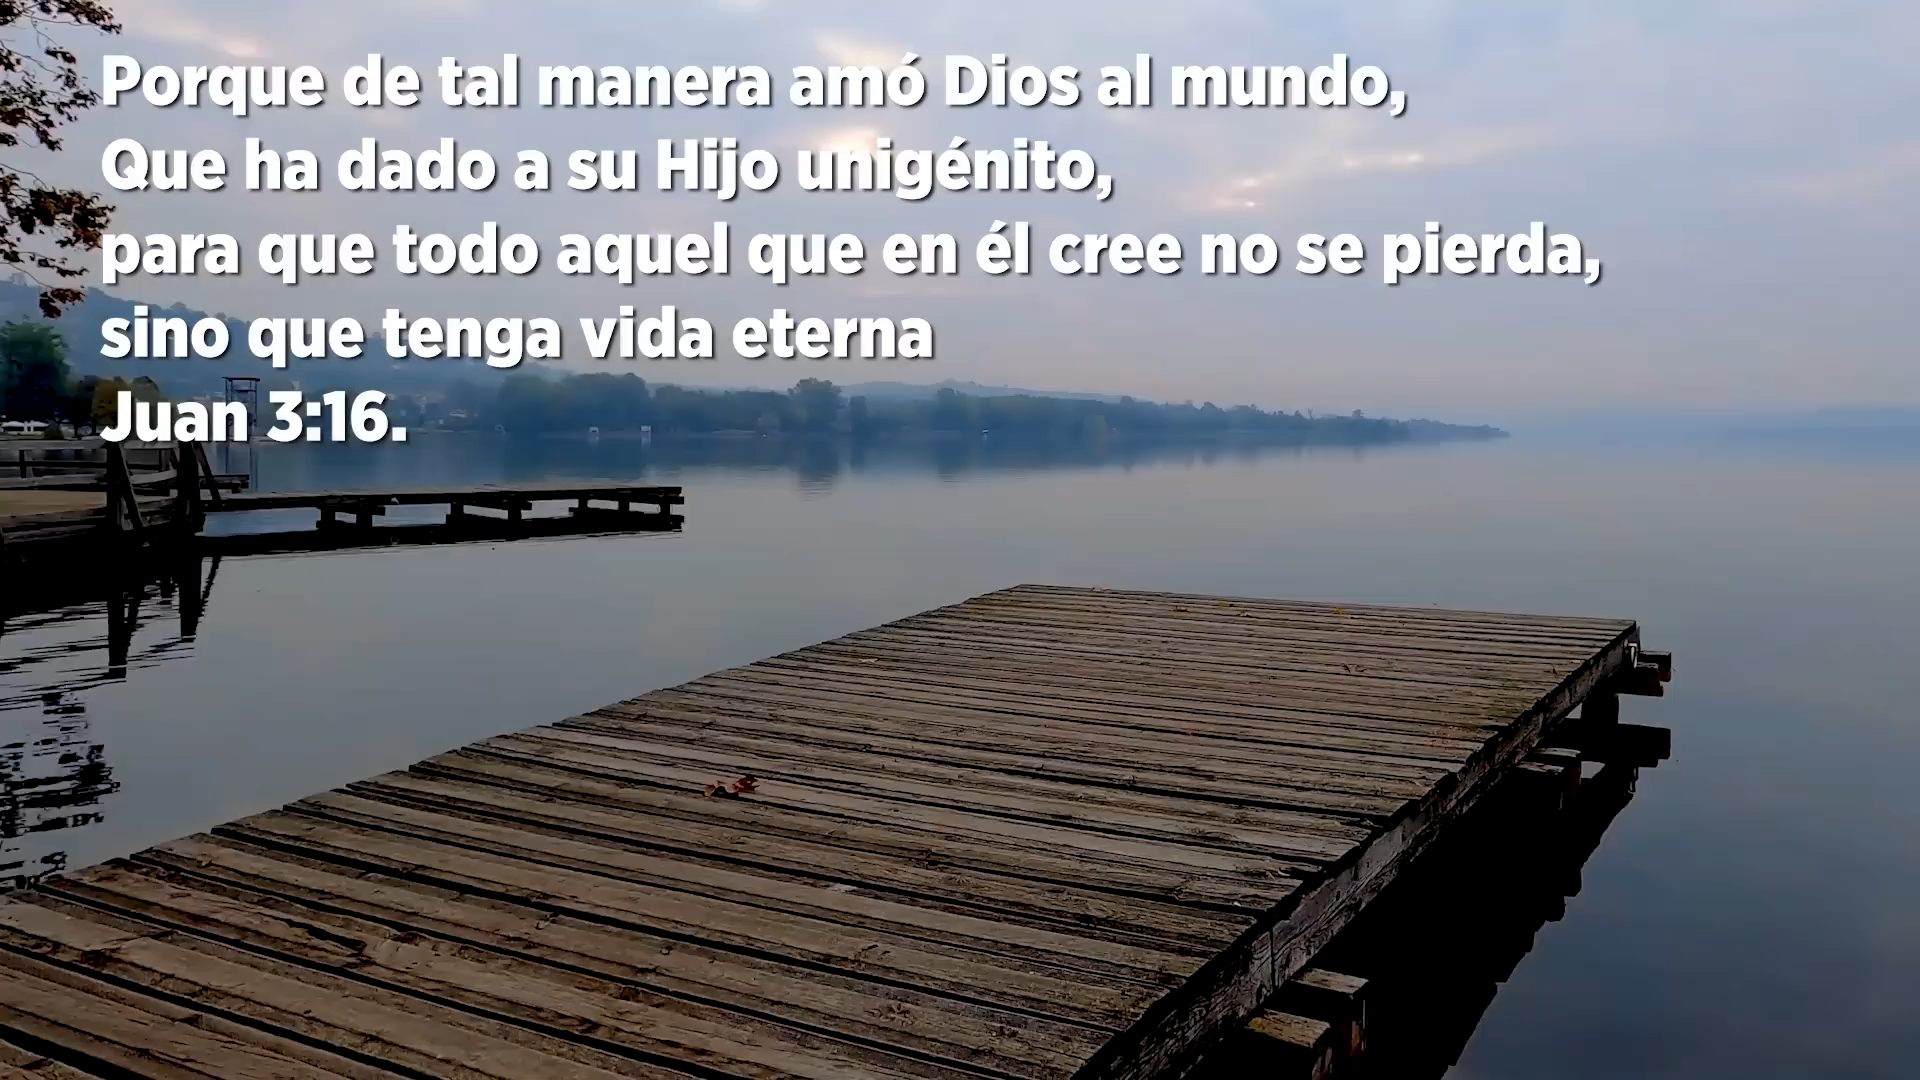 Porque de tal manera amó Dios al mundo,
Que ha dado a su Hijo unigénito,
para que todo aquel que en él cree no se pierda,
sino que tenga vida eterna
Juan 3:16.